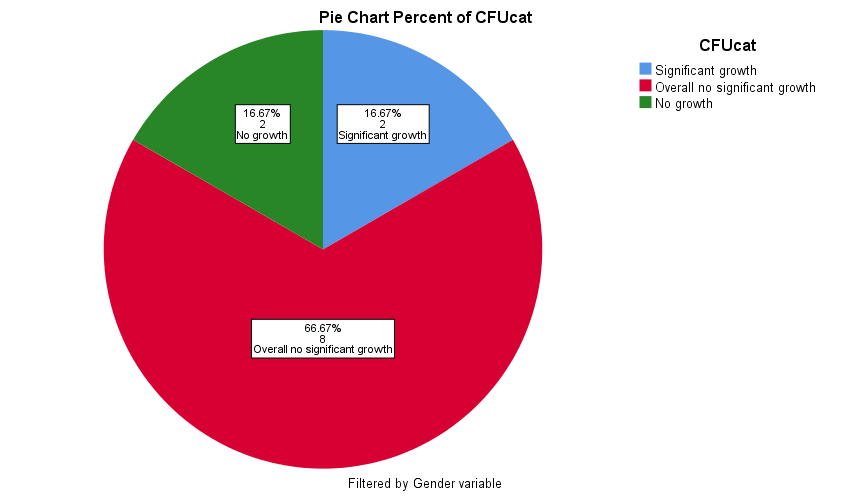 Pie Chart Percent of CFUcat
CFUcat
Significant growth
Overall no significant growth
No growth
16.67%
2
No growth
16.67%
2
Significant growth
66.67%
8
Overall no significant growth
Filtered by Gender variable